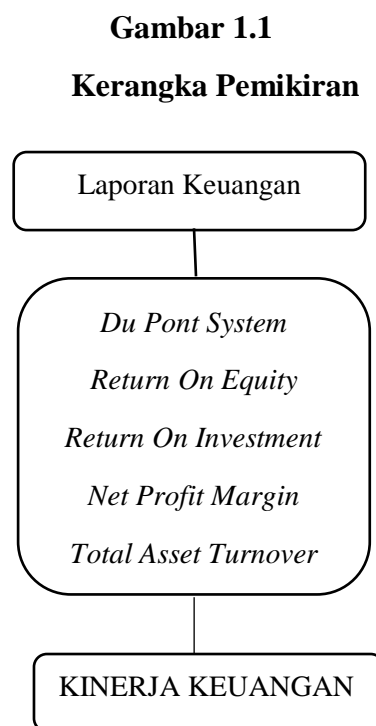 Gambar 1.1
Kerangka Pemikiran
Laporan Keuangan
Du Pont System
Return On Equity
Return On Investment
Net Profit Margin
Total Asset Turnover
KINERJA KEUANGAN